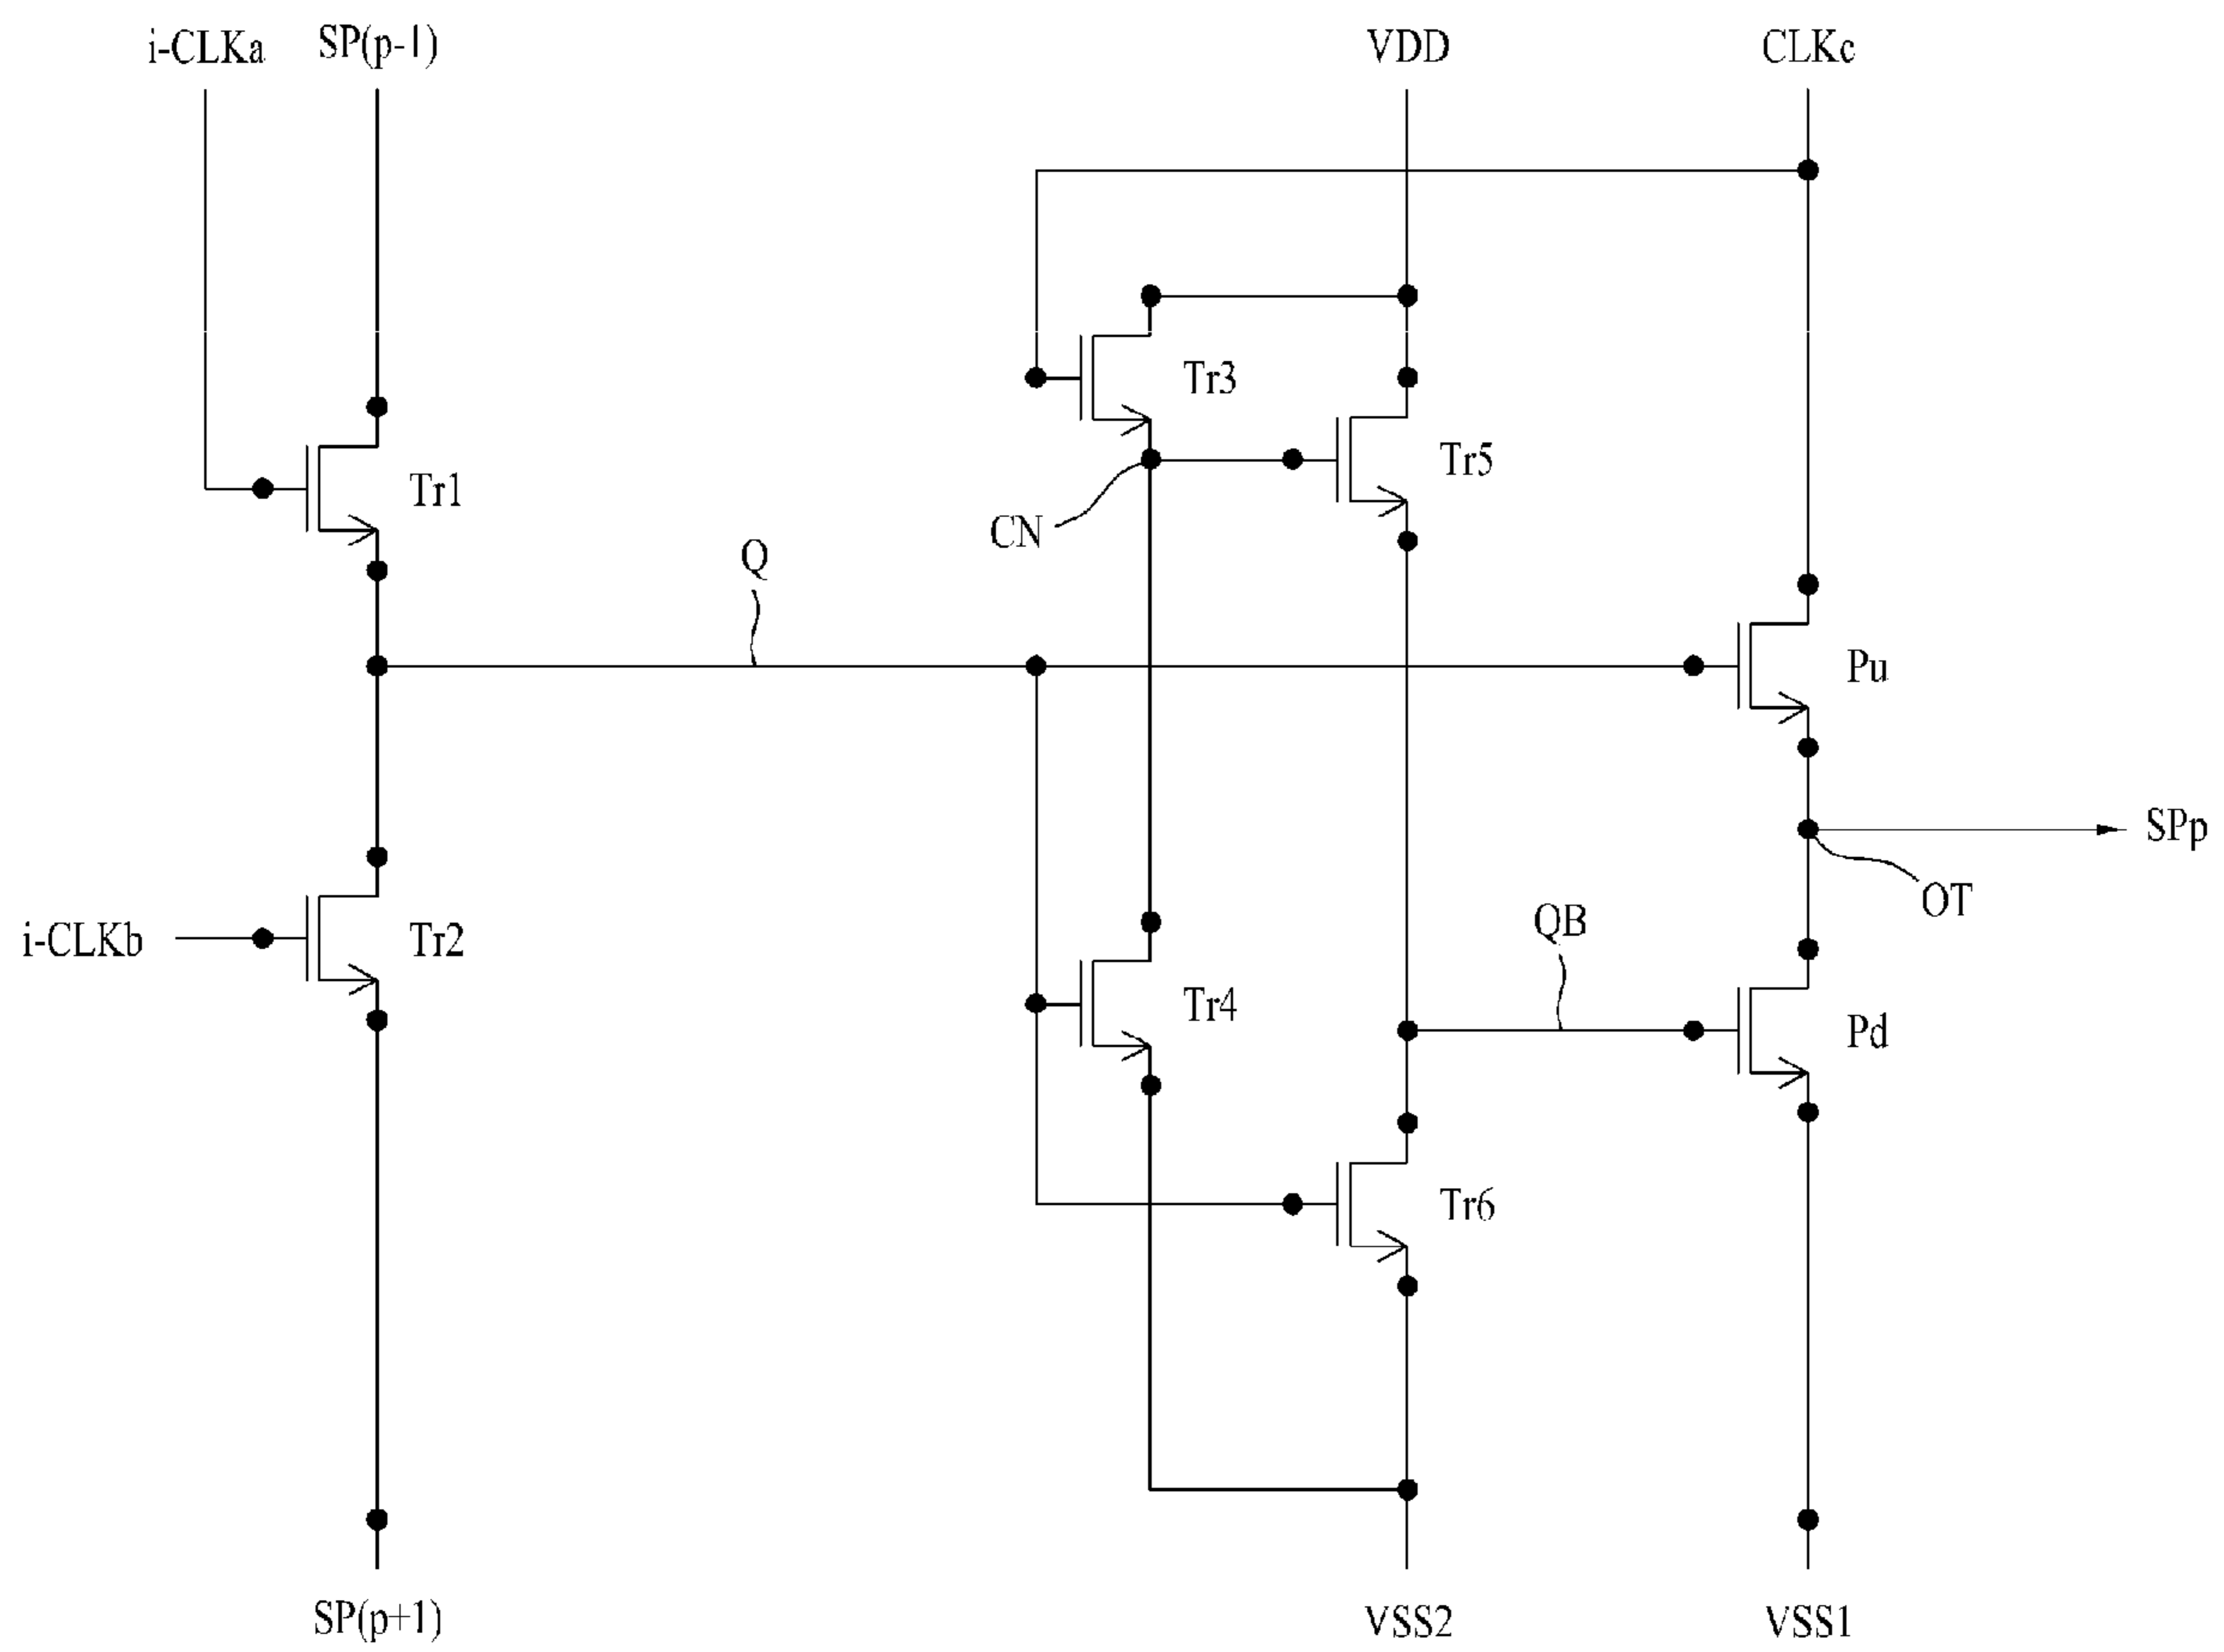 i-CLKa
SP(p-1)
VDD
CLKc
Tr3
Tr5
Tr1
CN
Q
Pu
SPp
OT
QB
i-CLKb
Tr2
Tr4
Pd
Tr6
SP(p+1)
VSS2
VSS1